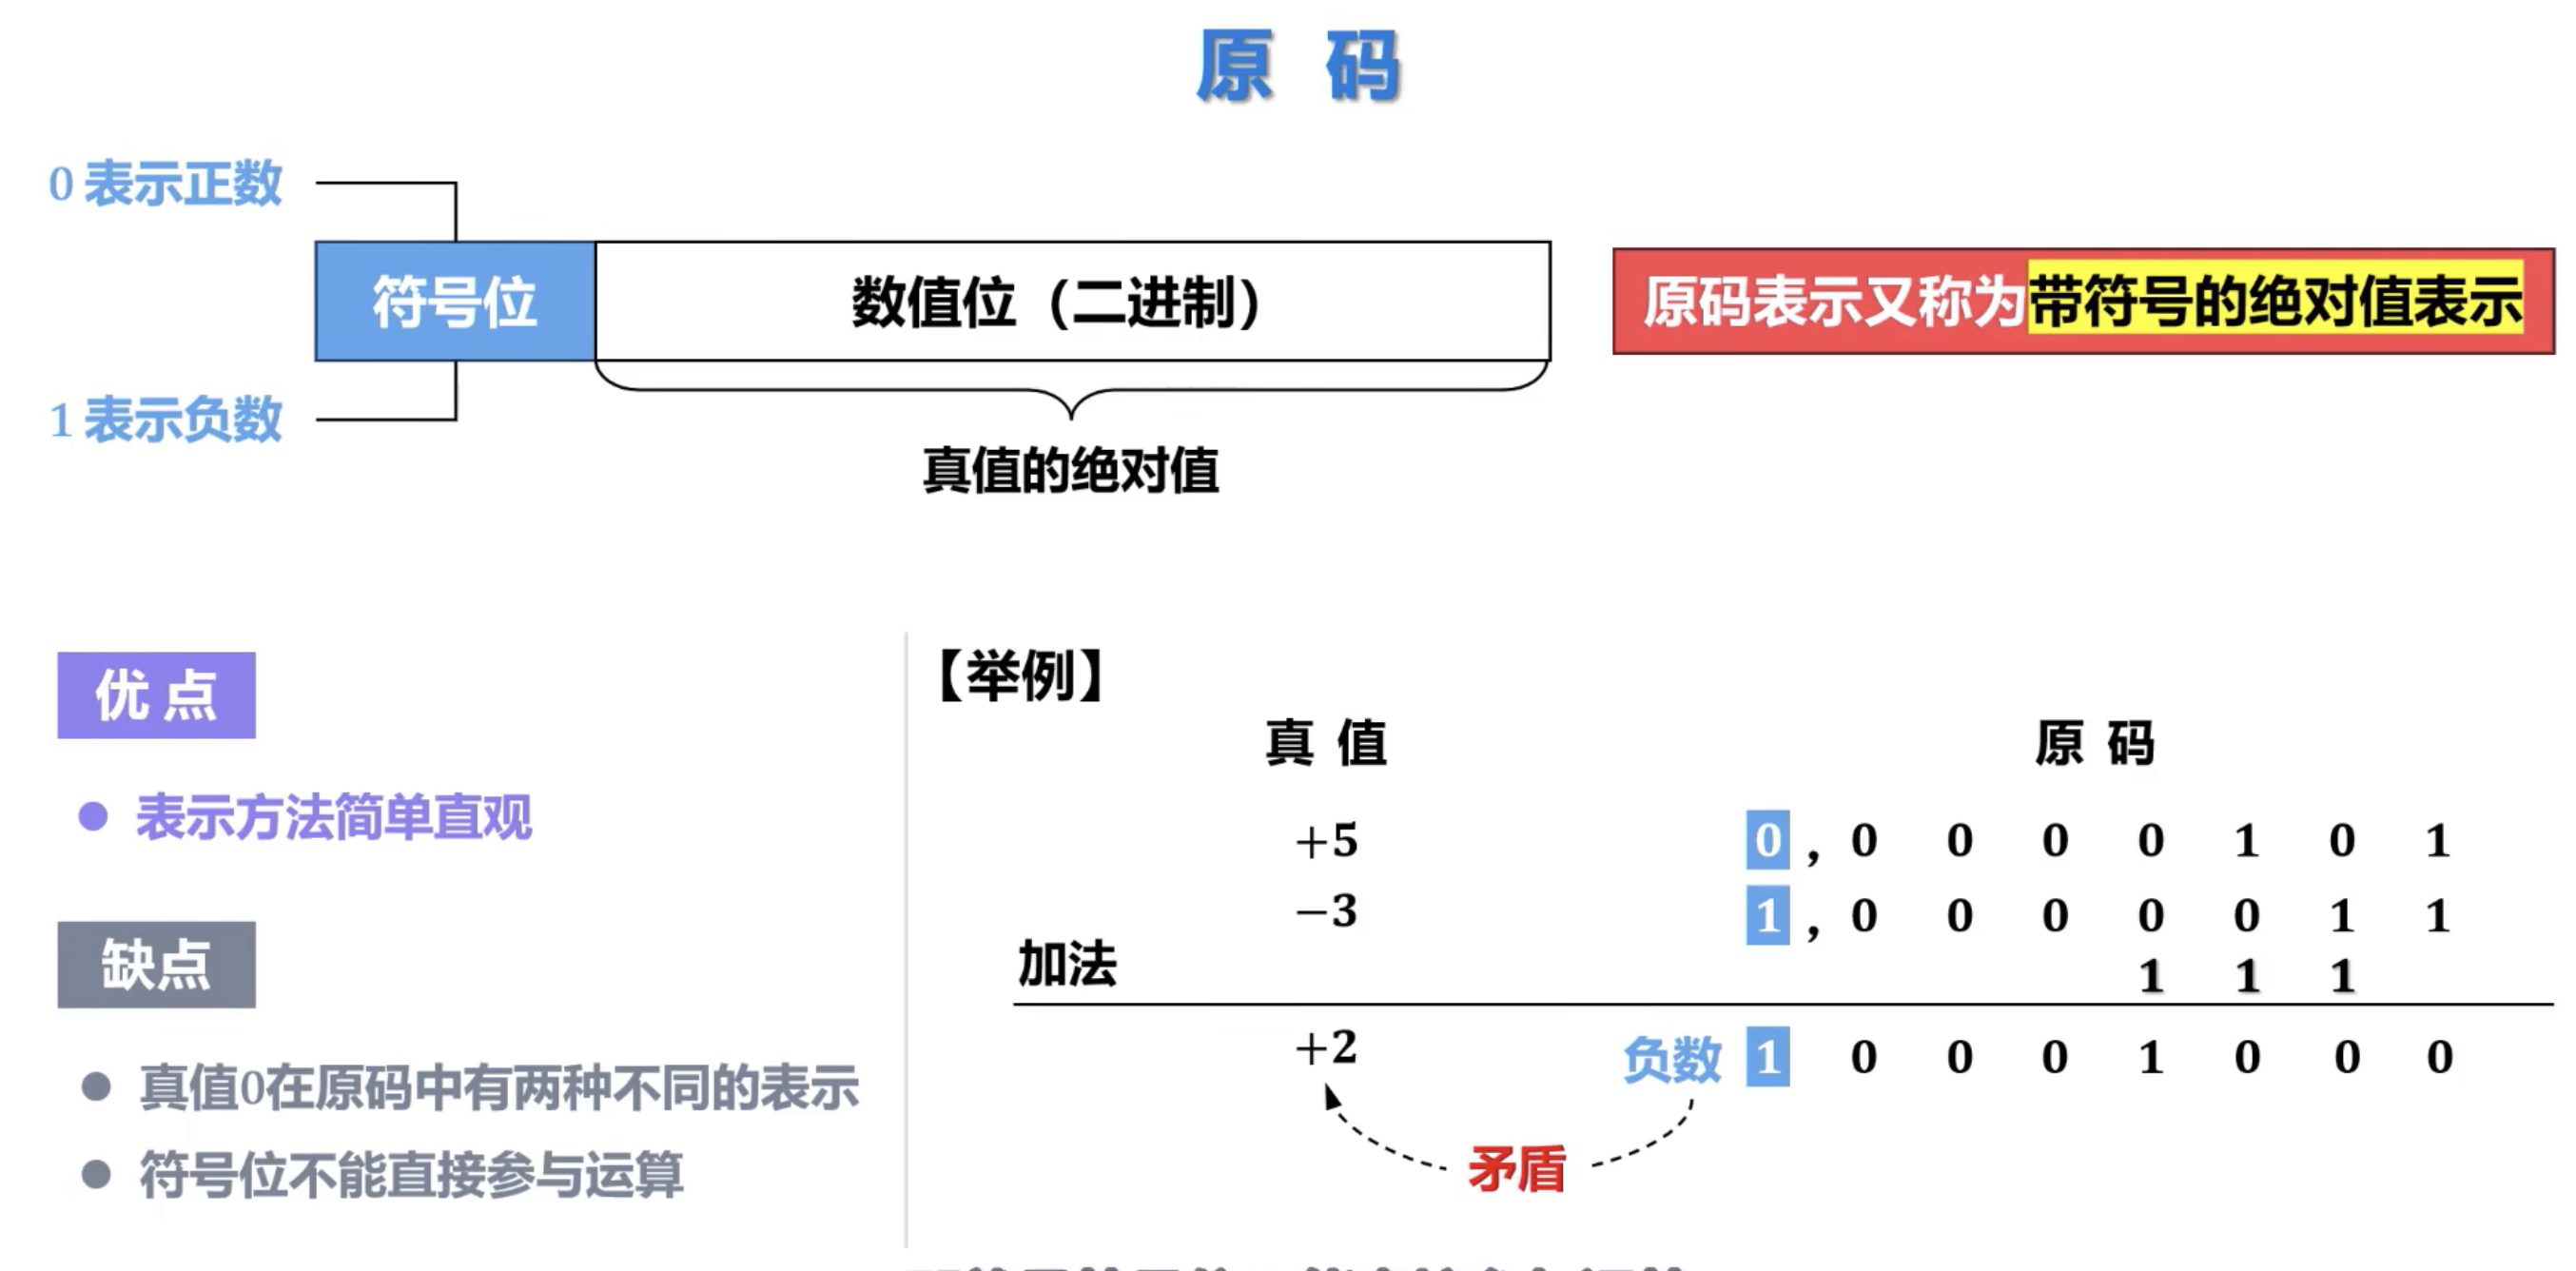 原 码
0 表示正数
符号位
数值位（二进制）
原码表示又称为带符号的绝对值表示
1 表示负数
真值的绝对值
优 点
表示方法简单直观
缺点
真值0在原码中有两种不同的表示
符号位不能直接参与运算
【举例】
真 值 原 码
+5 0 , 0 0 0 0 1 0 1
−3 1 , 0 0 0 0 0 1 1
加法 1 1 1
+2 负数 1 0 0 0 1 0 0 0
矛盾